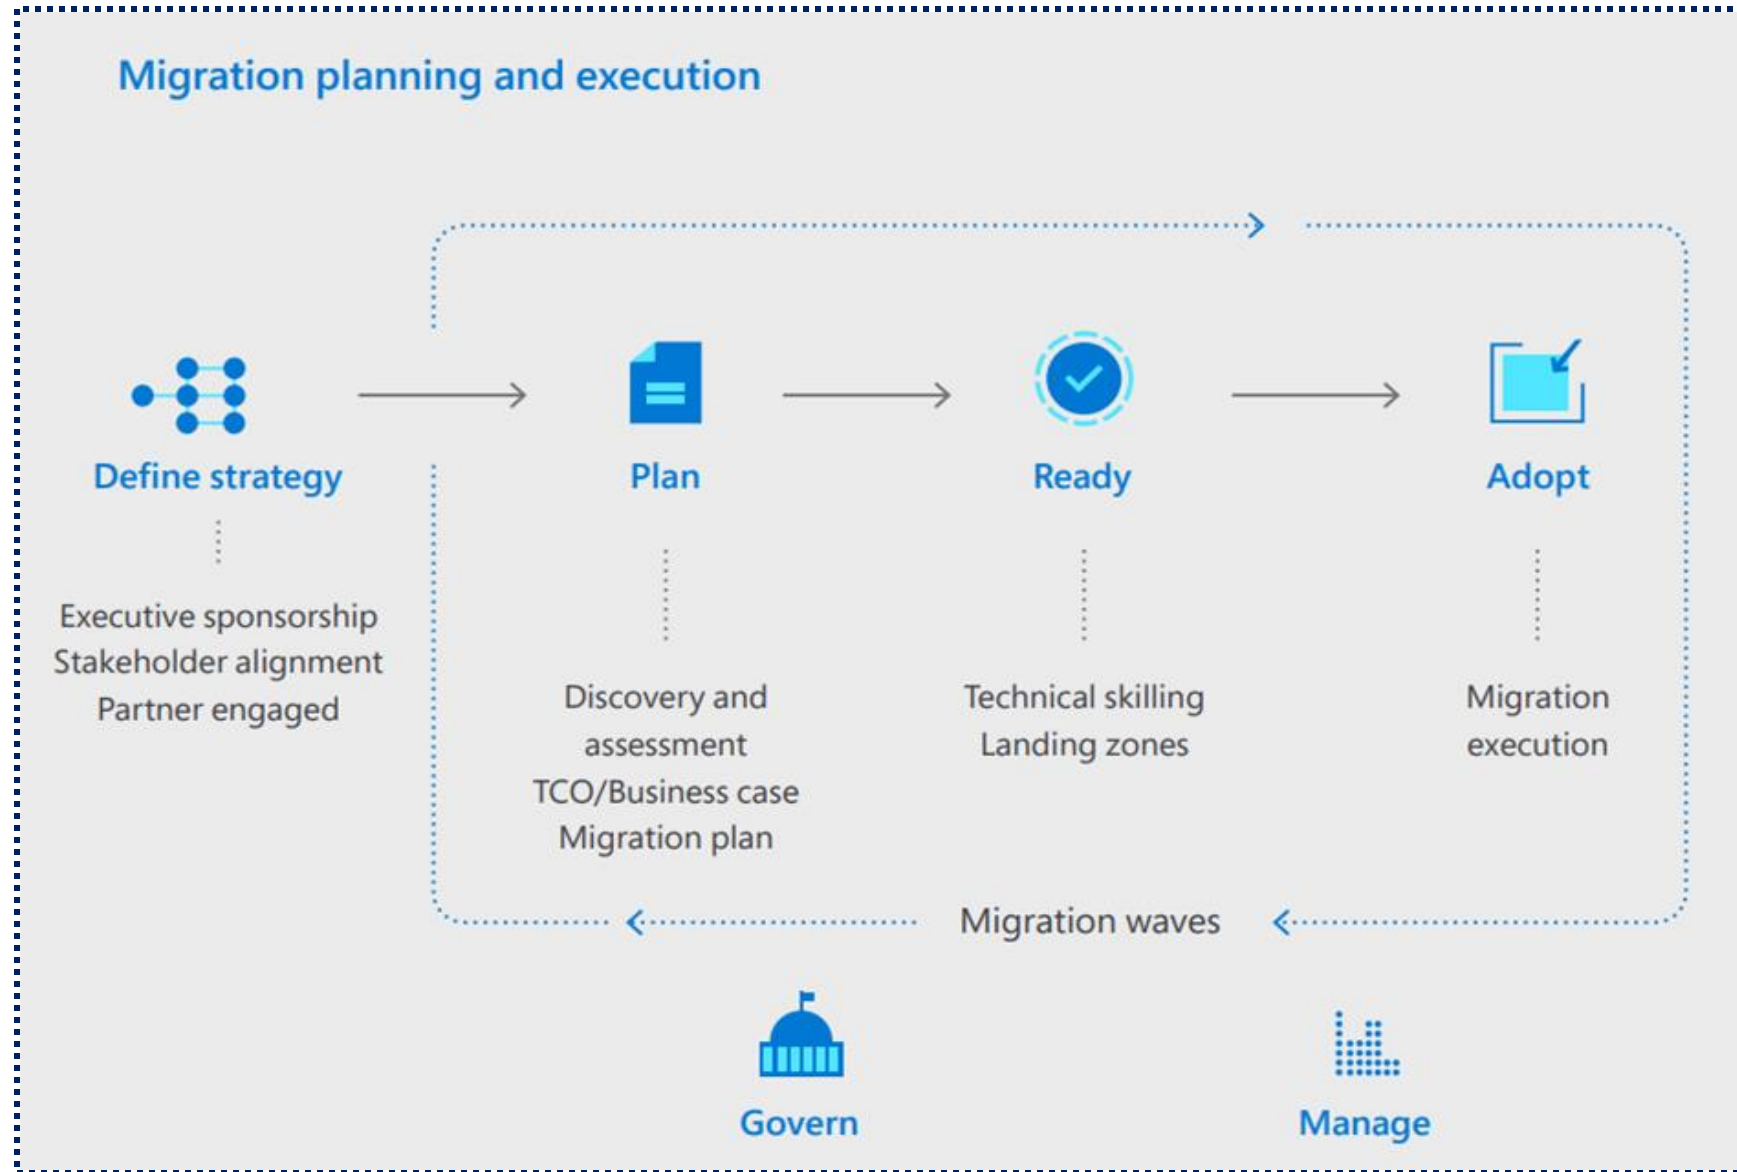 Migration planning and execution
Define strategy
Executive sponsorship
Stakeholder alignment
Partner engaged
Plan
Discovery and
assessment
TCO/Business case
Migration plan
Ready
Technical skilling
Landing zones
Adopt
Migration
execution
Migration waves
Govern
Manage